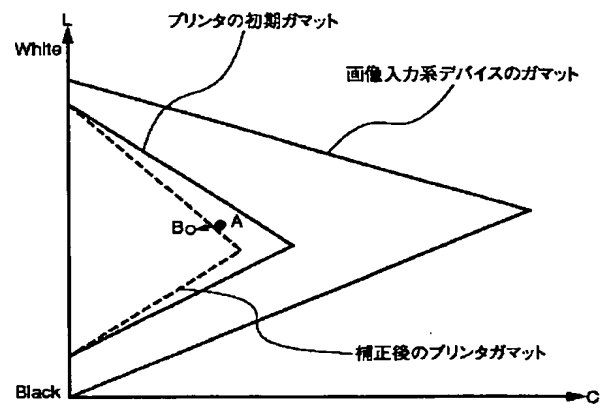 L
プリンタの初期ガマット
White
画像入力系デバイスのガマット
B
A
補正後のプリンタガマット
Black
C